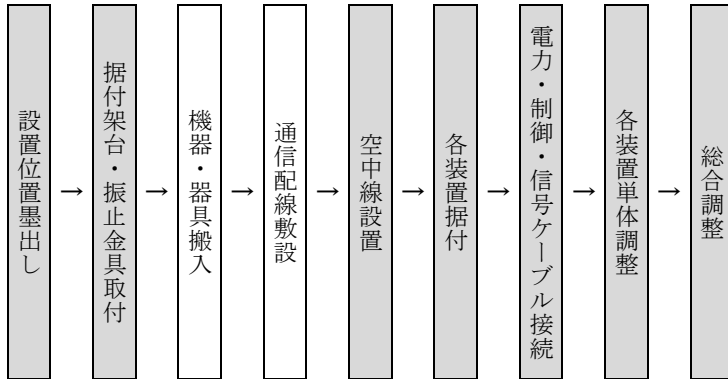 設置位置墨出し
→
据付架台・振止金具取付
→
機器・器具搬入
→
通信配線敷設
→
空中線設置
→
各装置据付
→
電力・制御・信号ケーブル接続
→
各装置単体調整
→
総合調整